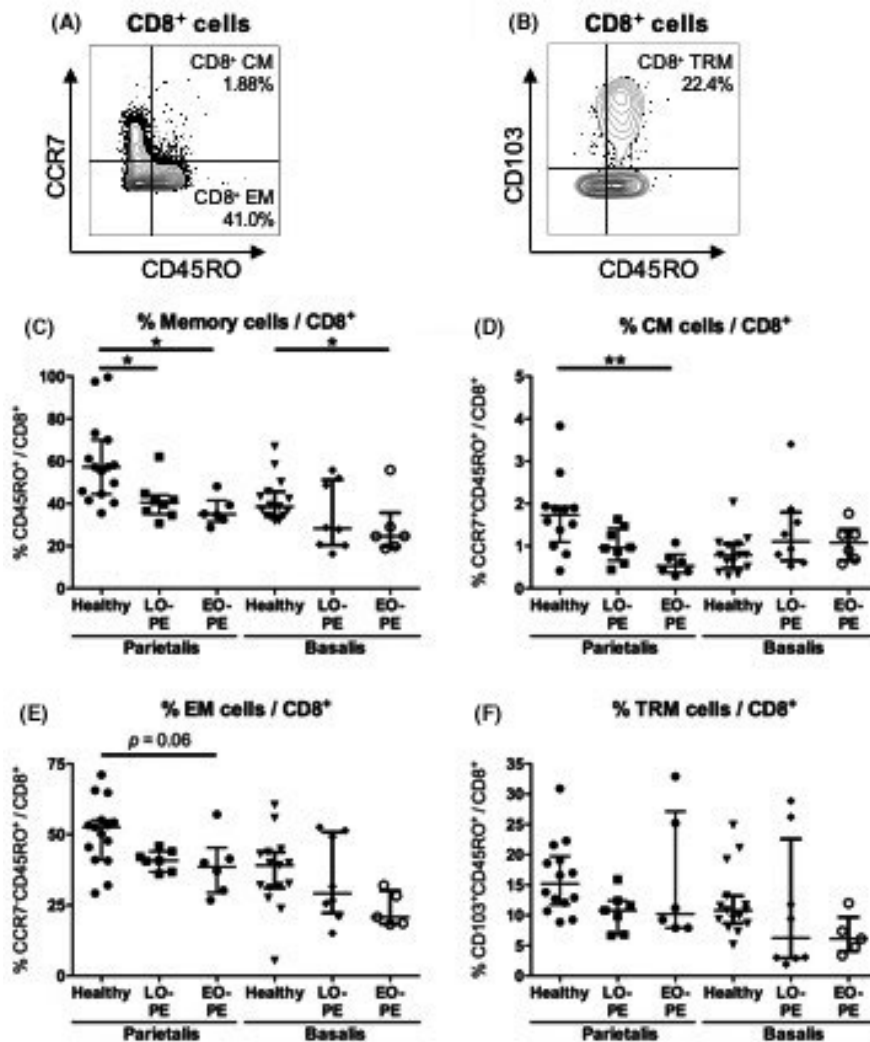 (A) CD8⁺ cells
CD8⁺ CM
1.88%
CD8⁺ EM
41.0%
CCR7
CD45RO
(B) CD8⁺ cells
CD8⁺ TRM
22.4%
CD103
CD45RO
(C) % Memory cells / CD8⁺
* 
*
*
% CD45RO⁺ / CD8⁺
100
80
60
40
20
0
Healthy LO-PE EO-PE Healthy LO-PE EO-PE
Parietalis Basalis
(D) % CM cells / CD8⁺
**
% CCR7⁺CD45RO⁺ / CD8⁺
5
4
3
2
1
0
Healthy LO-PE EO-PE Healthy LO-PE EO-PE
Parietalis Basalis
(E) % EM cells / CD8⁺
p = 0.06
% CCR7⁻CD45RO⁺ / CD8⁺
75
50
25
0
Healthy LO-PE EO-PE Healthy LO-PE EO-PE
Parietalis Basalis
(F) % TRM cells / CD8⁺
% CD103⁺CD45RO⁺ / CD8⁺
35
30
25
20
15
10
5
0
Healthy LO-PE EO-PE Healthy LO-PE EO-PE
Parietalis Basalis